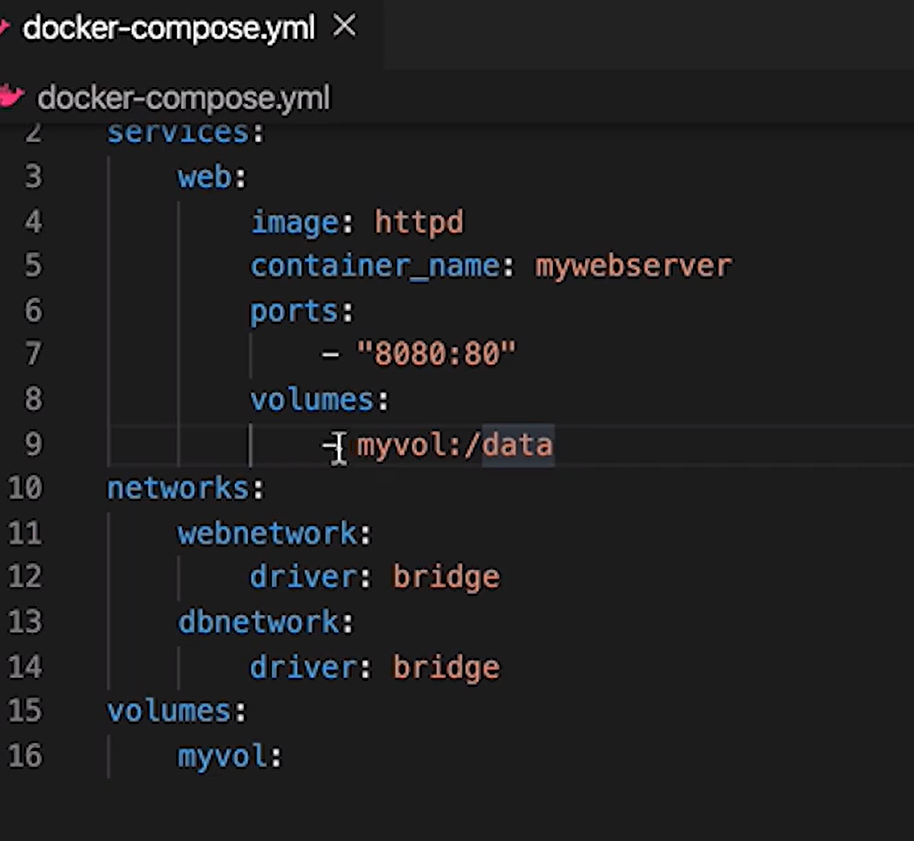 docker-compose.yml
docker-compose.yml
2 services:
3 web:
4 image: httpd
5 container_name: mywebserver
6 ports:
7 - "8080:80"
8 volumes:
9 - myvol:/data
10 networks:
11 webnetwork:
12 driver: bridge
13 dbnetwork:
14 driver: bridge
15 volumes:
16 myvol: